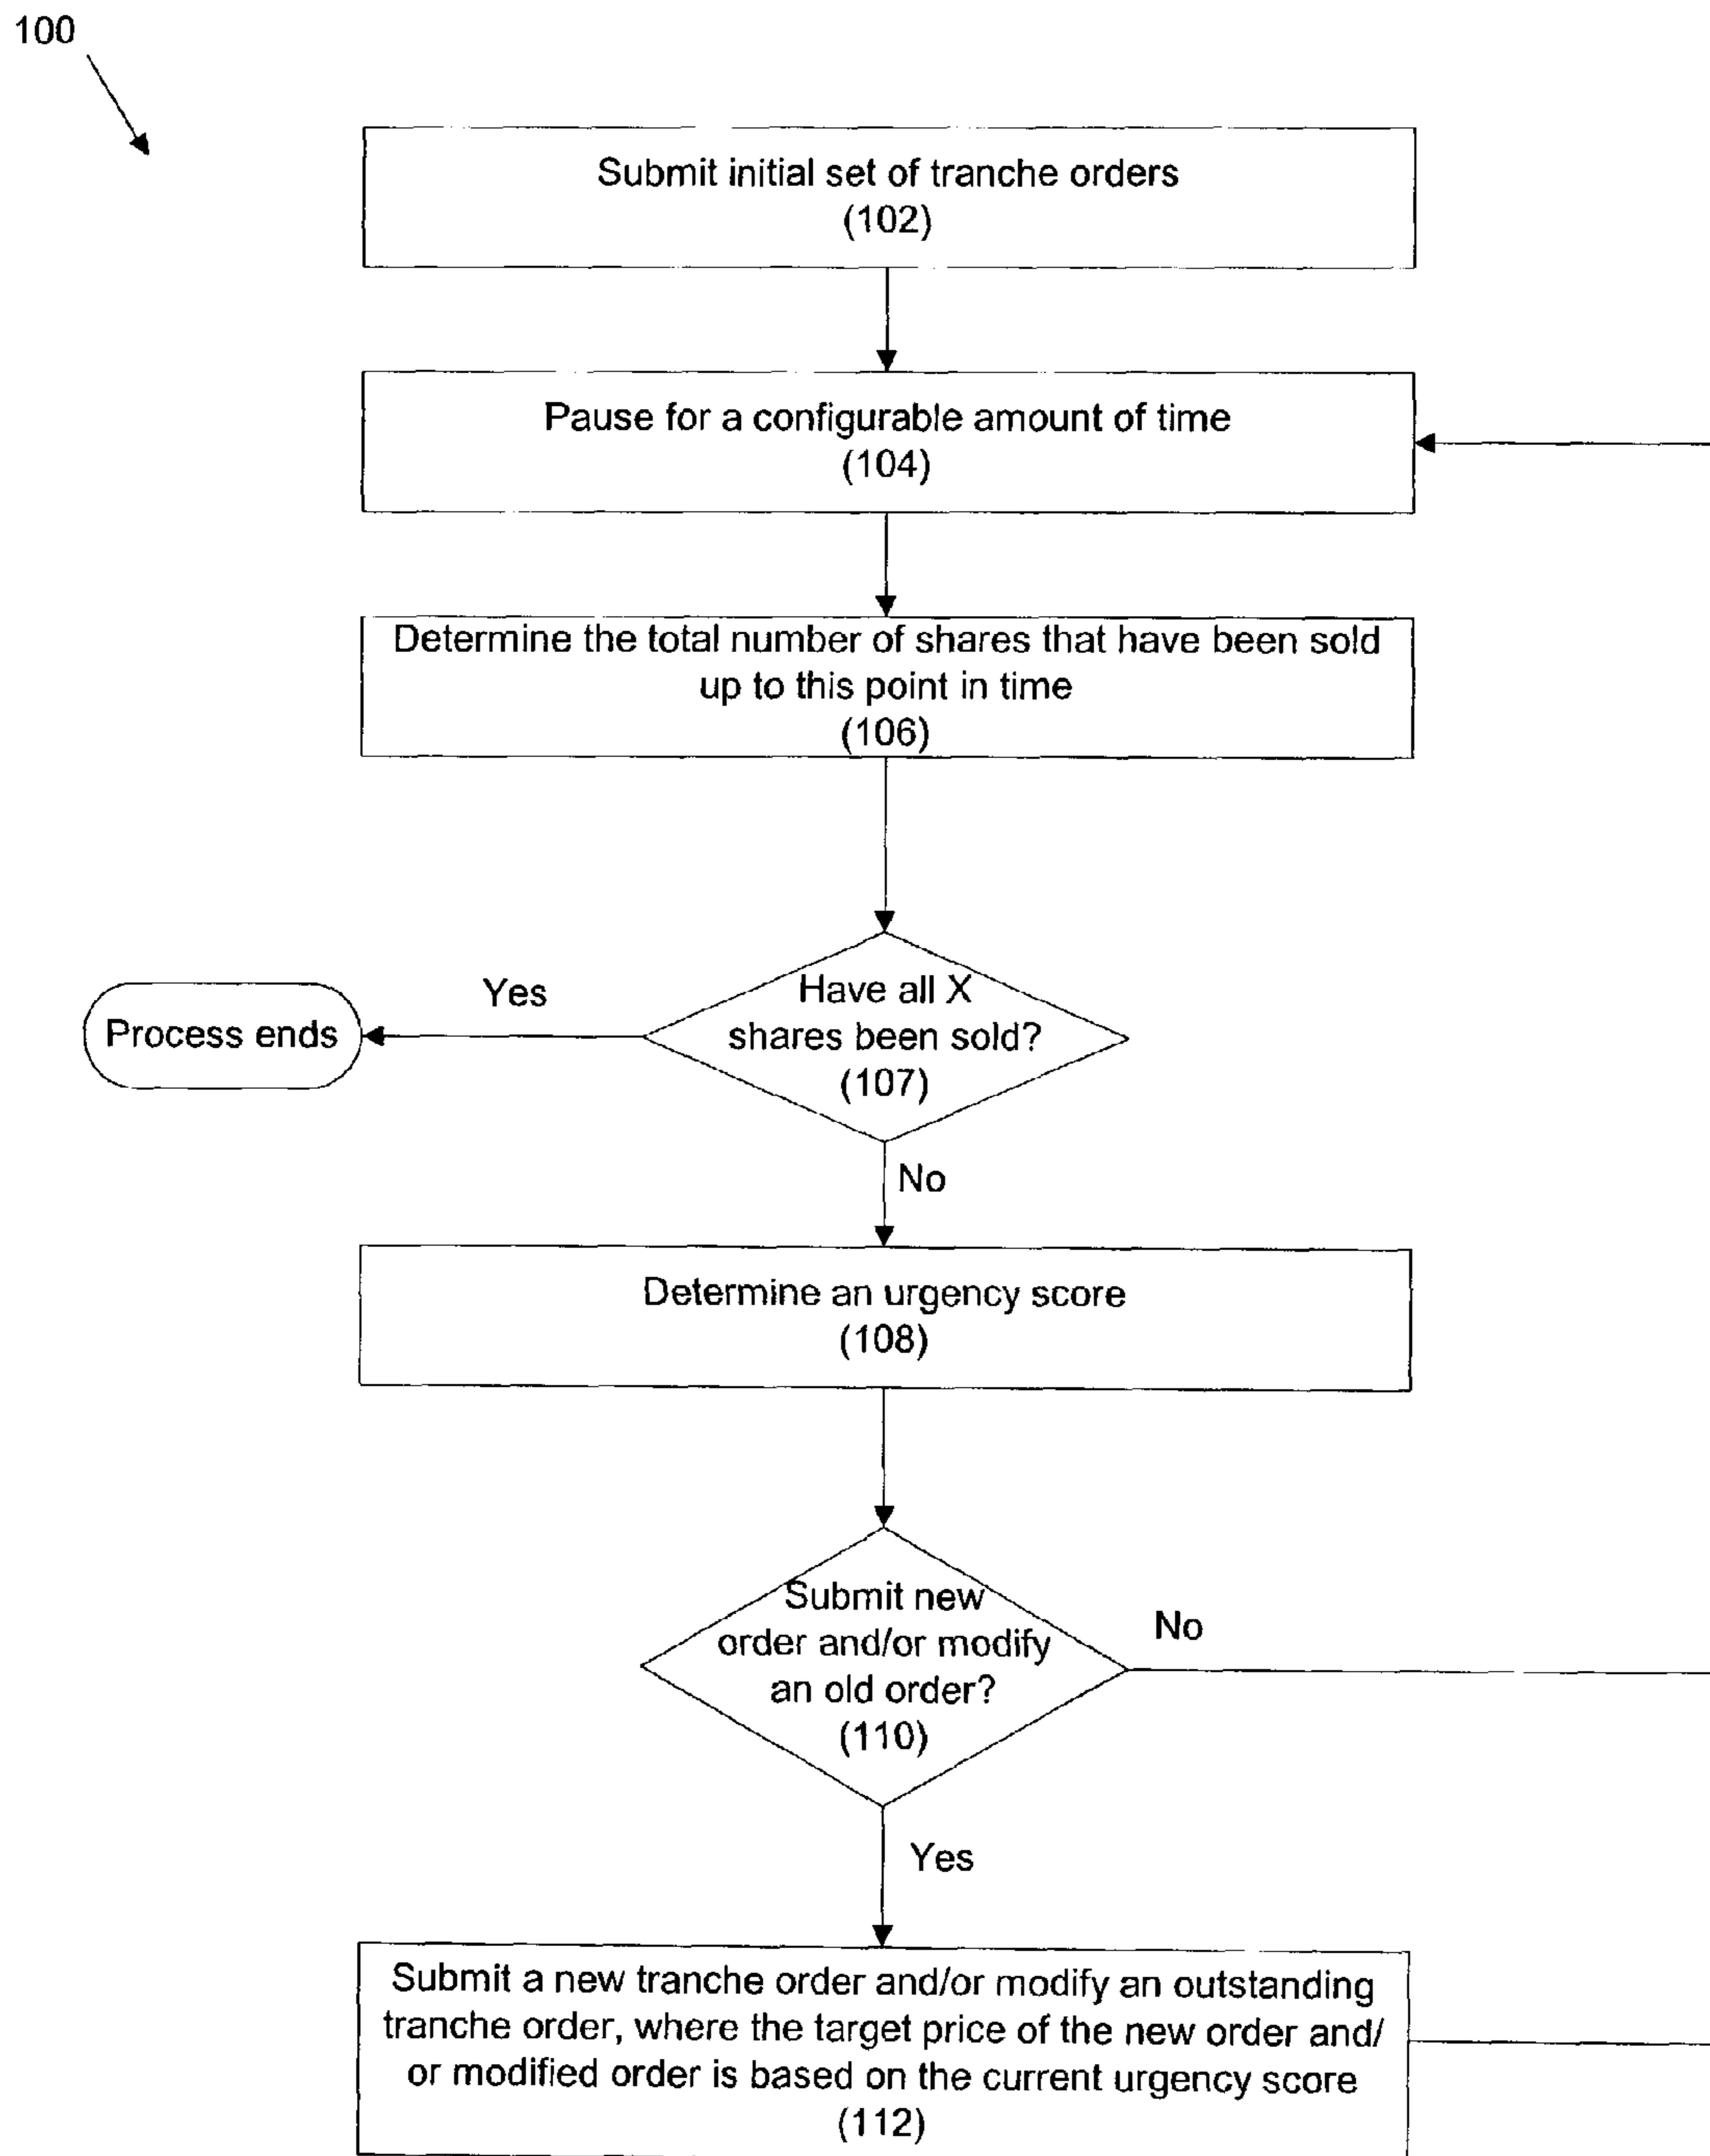 100
Submit initial set of tranche orders
(102)
Pause for a configurable amount of time
(104)
Determine the total number of shares that have been sold
up to this point in time
(106)
Have all X
shares been sold?
(107)
Yes
Process ends
No
Determine an urgency score
(108)
Submit new
order and/or modify
an old order?
(110)
No
Yes
Submit a new tranche order and/or modify an outstanding
tranche order, where the target price of the new order and/
or modified order is based on the current urgency score
(112)